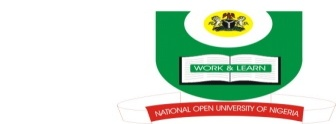 WORK & LEARN
NATIONAL OPEN UNIVERSITY OF NIGERIA